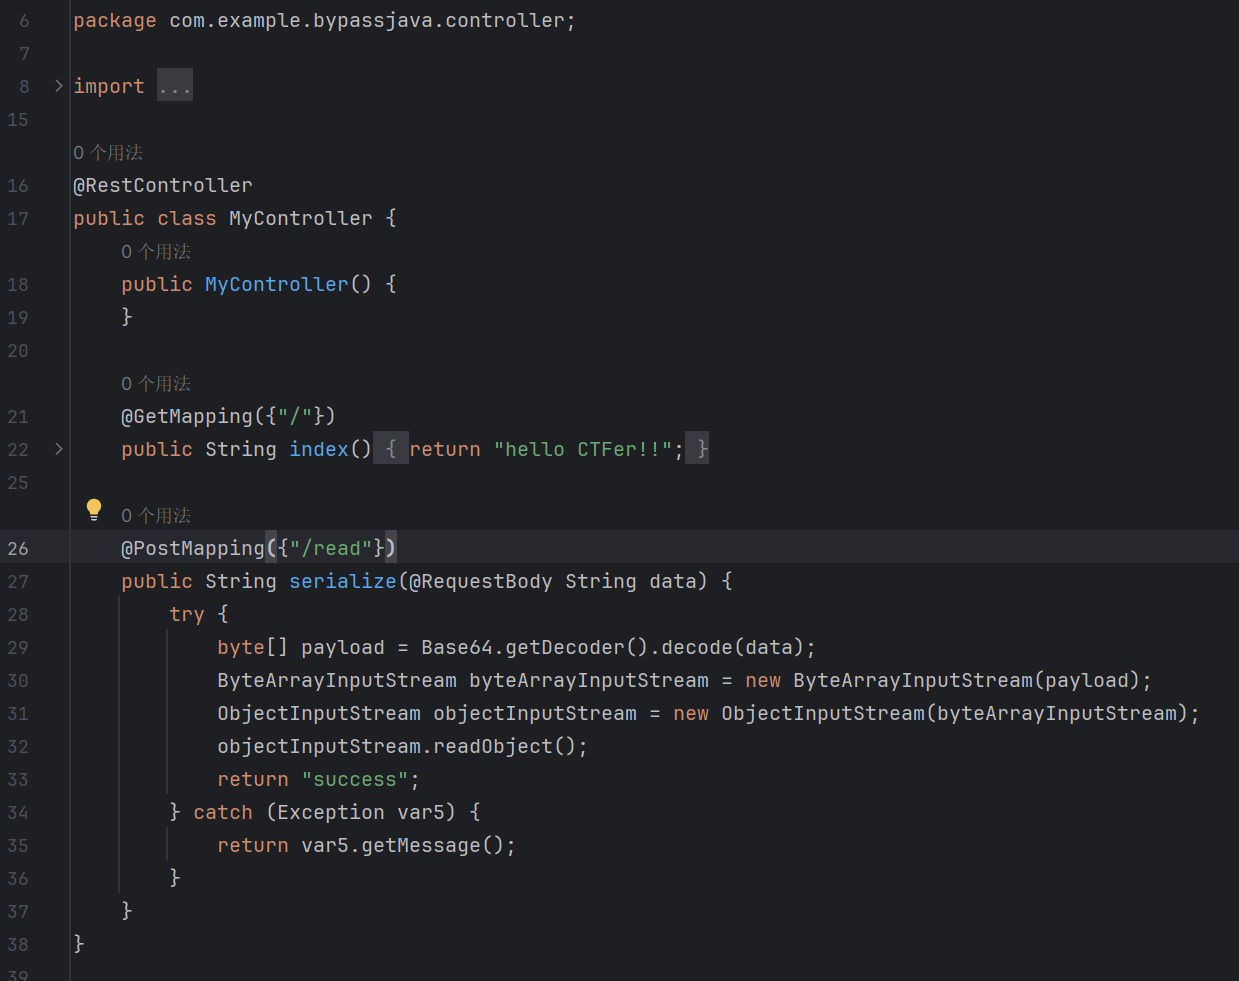 6 package com.example.bypassjava.controller;
7
8 import ...
15
0 个用法
16 @RestController
17 public class MyController {
0 个用法
18 public MyController() {
19 }
20
0 个用法
21 @GetMapping({"/"})
22 public String index() { return "hello CTFer!!"; }
25
0 个用法
26 @PostMapping({"/read"})
27 public String serialize(@RequestBody String data) {
28 try {
29 byte[] payload = Base64.getDecoder().decode(data);
30 ByteArrayInputStream byteArrayInputStream = new ByteArrayInputStream(payload);
31 ObjectInputStream objectInputStream = new ObjectInputStream(byteArrayInputStream);
32 objectInputStream.readObject();
33 return "success";
34 } catch (Exception var5) {
35 return var5.getMessage();
36 }
37 }
38 }
39